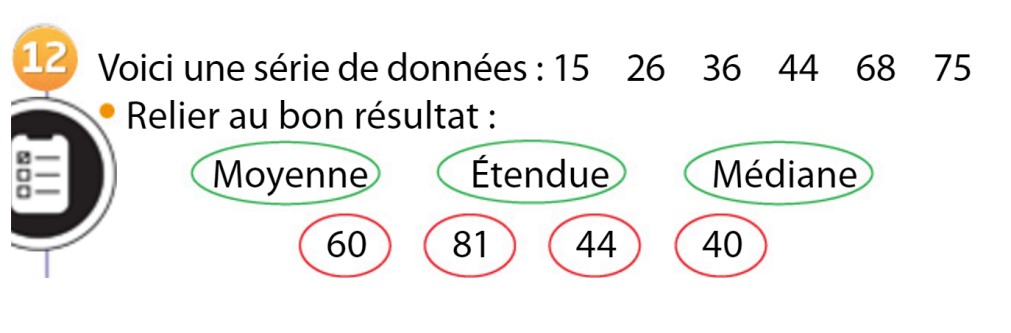 12
Voici une série de données : 15 26 36 44 68 75
• Relier au bon résultat :
Moyenne Étendue Médiane
60 81 44 40